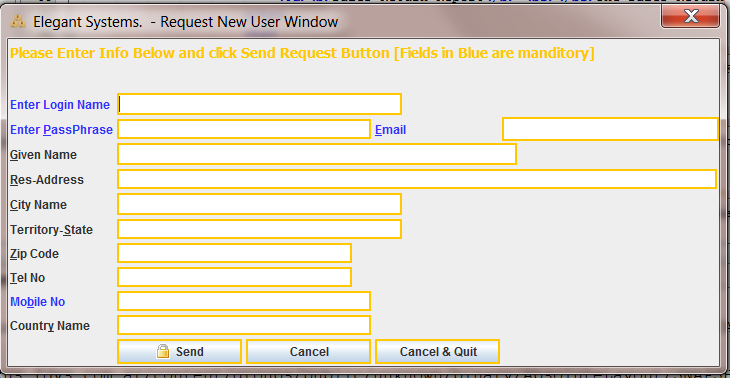 Elegant Systems. - Request New User Window
Please Enter Info Below and click Send Request Button [Fields in Blue are manditory]
Enter Login Name
Enter PassPhrase Email
Given Name
Res-Address
City Name
Territory-State
Zip Code
Tel No
Mobile No
Country Name
Send Cancel Cancel & Quit